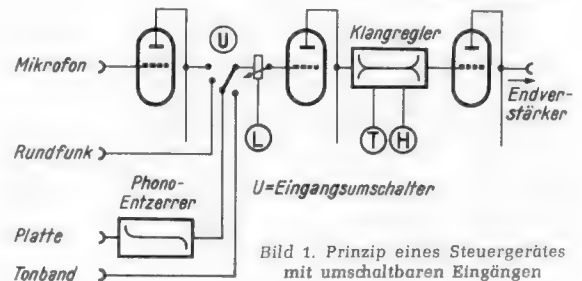 Klangregler
U
Mikrofon
L
T
H
Endver-
stärker
Rundfunk
Phono-
Entzerrer
U=Eingangsumschalter
Platte
Tonband
Bild 1. Prinzip eines Steuergerätes
mit umschaltbaren Eingängen